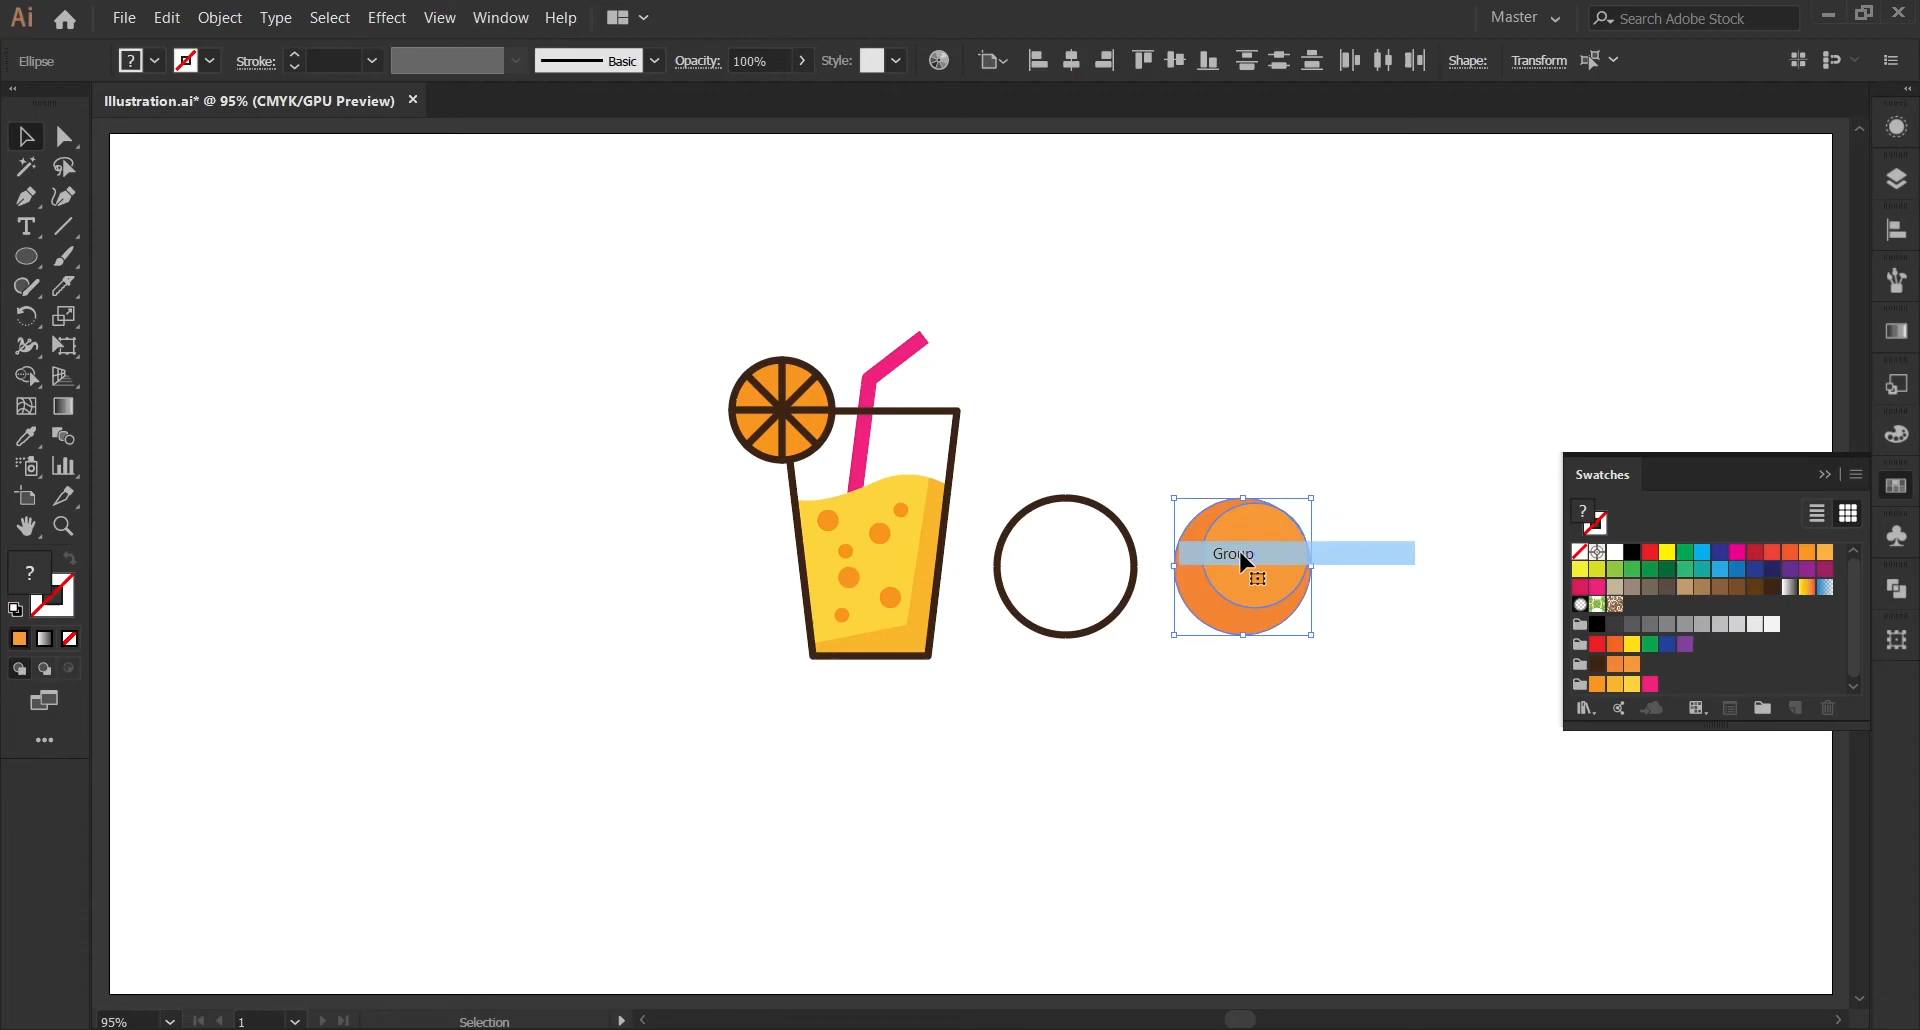 Ai File Edit Object Type Select Effect View Window Help Master Search Adobe Stock
Ellipse ? Stroke: Basic Opacity: 100% Style: Shape: Transform
Illustration.ai* @ 95% (CMYK/GPU Preview) ×
T
Swatches
?
Group
?
95% 1 Selection